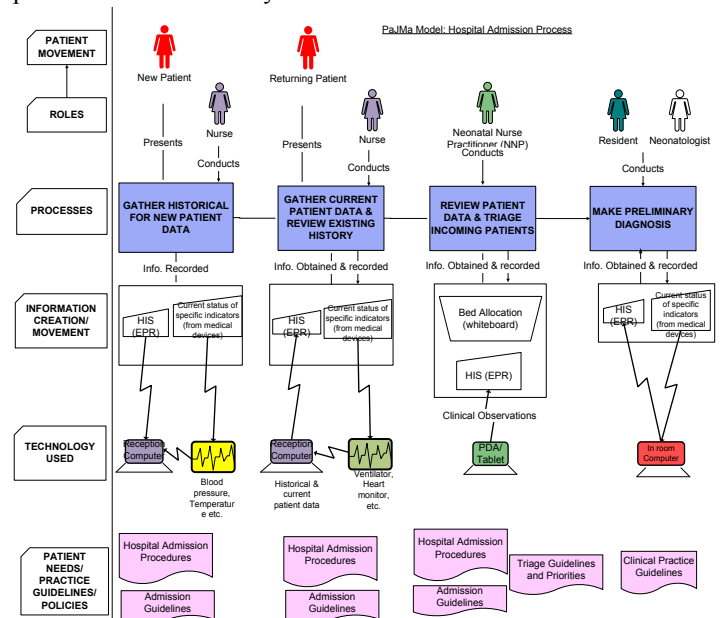 PaJMa Model: Hospital Admission Process
PATIENT
MOVEMENT
New Patient
Returning Patient
ROLES
Nurse
Nurse
Neonatal Nurse
Practitioner (NNP)
Resident
Neonatologist
Presents
Conducts
Presents
Conducts
Conducts
Conducts
PROCESSES
GATHER HISTORICAL
FOR NEW PATIENT
DATA
GATHER CURRENT
PATIENT DATA &
REVIEW EXISTING
HISTORY
REVIEW PATIENT
DATA & TRIAGE
INCOMING PATIENTS
MAKE PRELIMINARY
DIAGNOSIS
Info. Recorded
Info. Obtained & recorded
Info. Obtained & recorded
Info. Obtained & recorded
INFORMATION
CREATION/
MOVEMENT
HIS
(EPR)
Current status of
specific indicators
(from medical
devices)
HIS
(EPR)
Current status of
specific indicators
(from medical
devices)
Bed Allocation
(whiteboard)
HIS (EPR)
HIS
(EPR)
Current status
of specific
indicators
(from medical
devices)
Clinical Observations
TECHNOLOGY
USED
Reception
Computer
Blood
pressure,
Temperatur
e etc.
Reception
Computer
Historical &
current
patient data
Ventilator,
Heart
monitor,
etc.
PDA/
Tablet
In room
Computer
PATIENT
NEEDS/
PRACTICE
GUIDELINES/
POLICIES
Hospital Admission
Procedures
Admission
Guidelines
Hospital Admission
Procedures
Admission
Guidelines
Hospital Admission
Procedures
Admission
Guidelines
Triage Guidelines
and Priorities
Clinical Practice
Guidelines